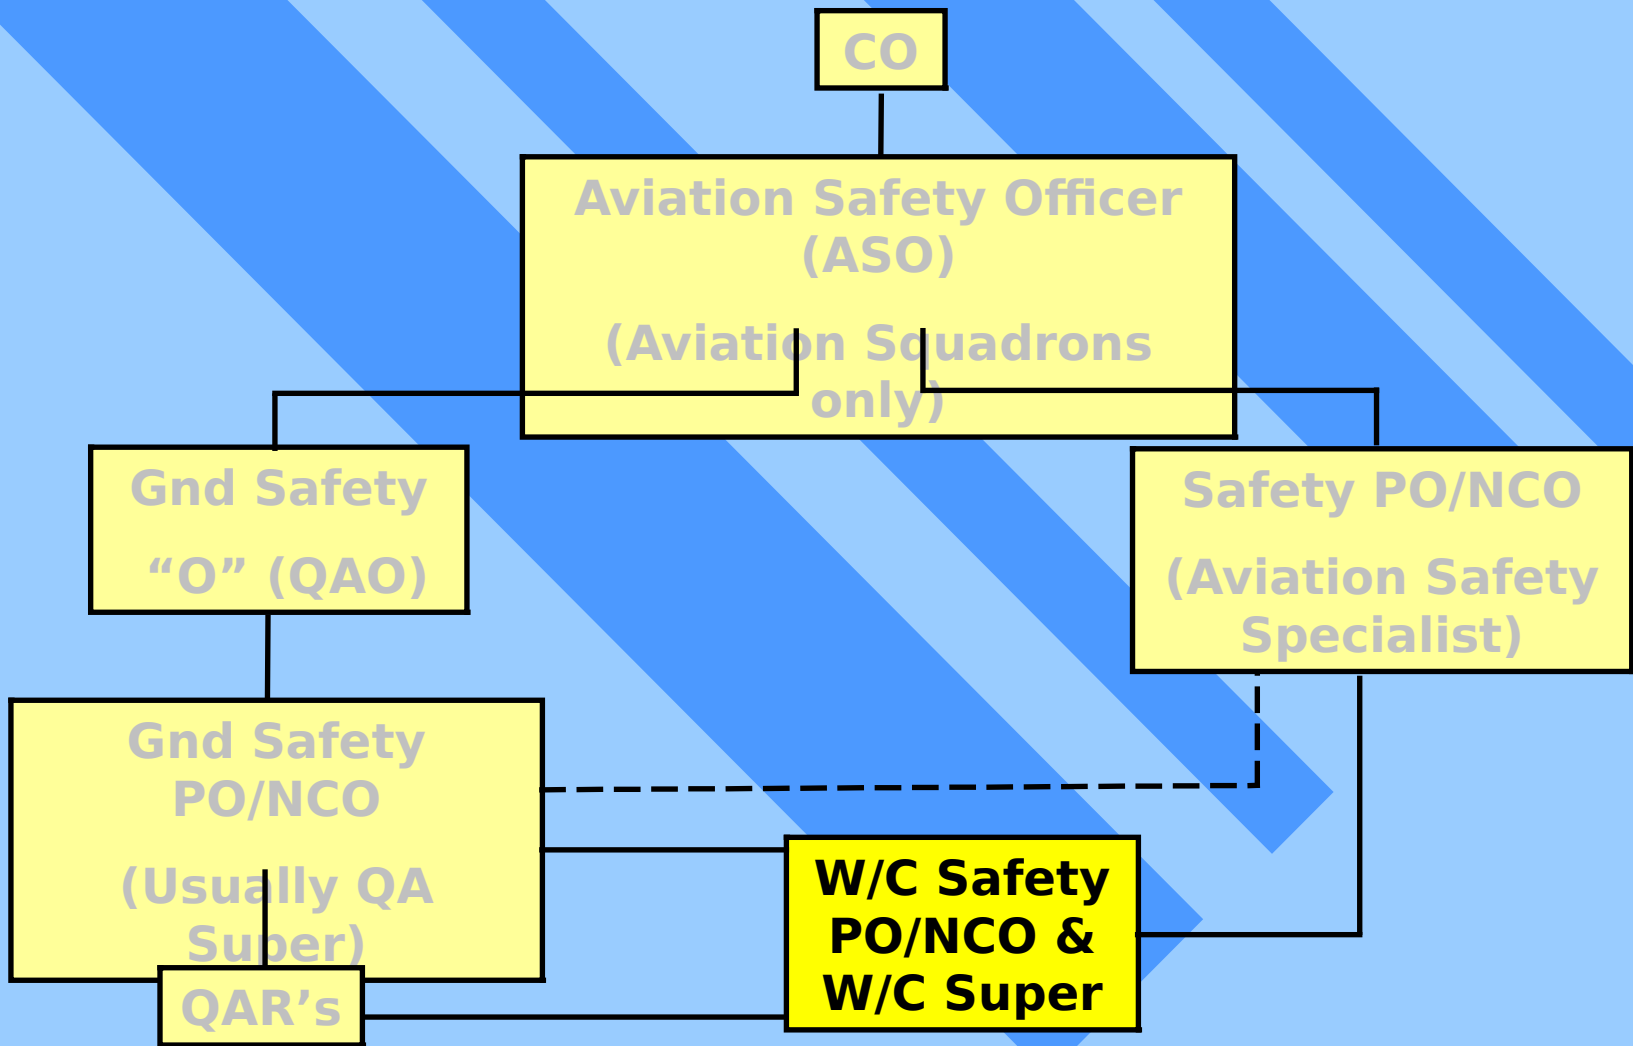 CO
Aviation Safety Officer
(ASO)
(Aviation Squadrons
only)
Gnd Safety
“O” (QAO)
Safety PO/NCO
(Aviation Safety
Specialist)
Gnd Safety
PO/NCO
(Usually QA
Super)
W/C Safety
PO/NCO &
W/C Super
QAR’s